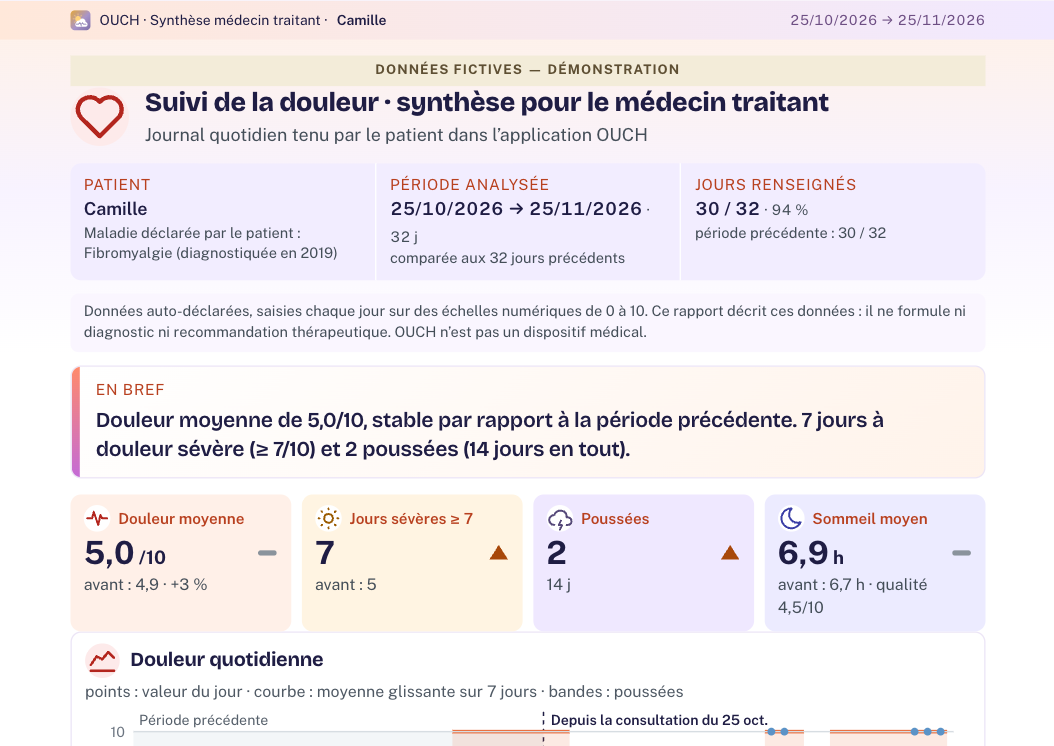 OUCH · Synthèse médecin traitant · Camille
25/10/2026 → 25/11/2026
DONNÉES FICTIVES — DÉMONSTRATION
Suivi de la douleur · synthèse pour le médecin traitant
Journal quotidien tenu par le patient dans l’application OUCH
PATIENT
Camille
Maladie déclarée par le patient :
Fibromyalgie (diagnostiquée en 2019)
PÉRIODE ANALYSÉE
25/10/2026 → 25/11/2026 ·
32 j
comparée aux 32 jours précédents
JOURS RENSEIGNÉS
30 / 32 · 94 %
période précédente : 30 / 32
Données auto-déclarées, saisies chaque jour sur des échelles numériques de 0 à 10. Ce rapport décrit ces données : il ne formule ni
diagnostic ni recommandation thérapeutique. OUCH n’est pas un dispositif médical.
EN BREF
Douleur moyenne de 5,0/10, stable par rapport à la période précédente. 7 jours à
douleur sévère (≥ 7/10) et 2 poussées (14 jours en tout).
Douleur moyenne
5,0 /10
avant : 4,9 · +3 %
Jours sévères ≥ 7
7
avant : 5
Poussées
2
14 j
Sommeil moyen
6,9 h
avant : 6,7 h · qualité
4,5/10
Douleur quotidienne
points : valeur du jour · courbe : moyenne glissante sur 7 jours · bandes : poussées
Période précédente
Depuis la consultation du 25 oct.
10